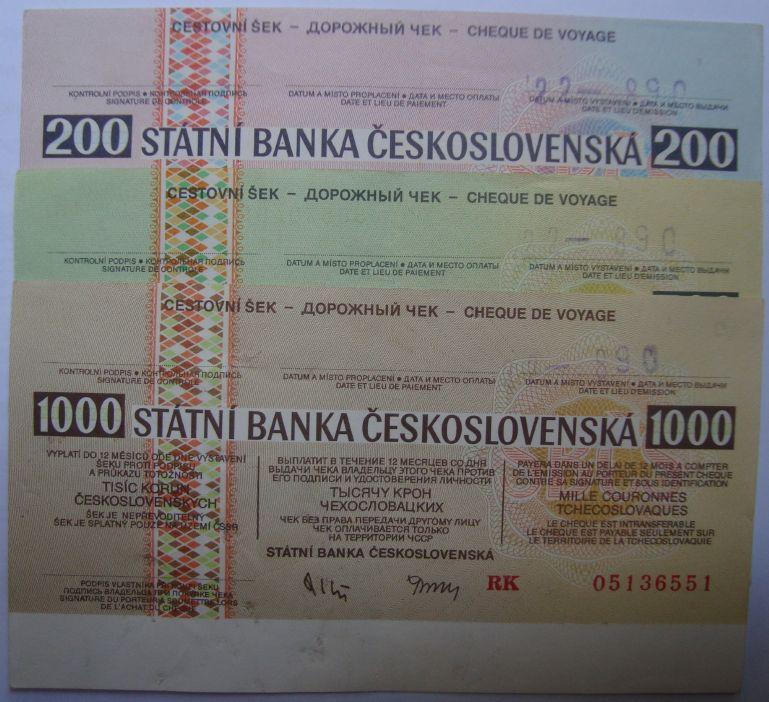 CESTOVNÍ ŠEK – ДОРОЖНЫЙ ЧЕК – CHEQUE DE VOYAGE
22 — 890
KONTROLNÍ PODPIS • КОНТРОЛЬНАЯ ПОДПИСЬ
SIGNATURE DE CONTRÔLE
DATUM A MÍSTO PROPLACENÍ • ДАТА И МЕСТО ОПЛАТЫ
DATE ET LIEU DE PAIEMENT
DATUM A MÍSTO VYSTAVENÍ • ДАТА И МЕСТО ВЫДАЧИ
DATE ET LIEU D'EMISSION
200 STÁTNÍ BANKA ČESKOSLOVENSKÁ 200
CESTOVNÍ ŠEK – ДОРОЖНЫЙ ЧЕК – CHEQUE DE VOYAGE
22 — 890
KONTROLNÍ PODPIS • КОНТРОЛЬНАЯ ПОДПИСЬ
SIGNATURE DE CONTRÔLE
DATUM A MÍSTO PROPLACENÍ • ДАТА И МЕСТО ОПЛАТЫ
DATE ET LIEU DE PAIEMENT
DATUM A MÍSTO VYSTAVENÍ • ДАТА И МЕСТО ВЫДАЧИ
DATE ET LIEU D'EMISSION
CESTOVNÍ ŠEK – ДОРОЖНЫЙ ЧЕК – CHEQUE DE VOYAGE
— 890
KONTROLNÍ PODPIS • КОНТРОЛЬНАЯ ПОДПИСЬ
SIGNATURE DE CONTRÔLE
DATUM A MÍSTO PROPLACENÍ • ДАТА И МЕСТО ОПЛАТЫ
DATE ET LIEU DE PAIEMENT
DATUM A MÍSTO VYSTAVENÍ • ДАТА И МЕСТО ВЫДАЧИ
DATE ET LIEU D'EMISSION
1000 STÁTNÍ BANKA ČESKOSLOVENSKÁ 1000
VYPLATÍ DO 12 MĚSÍCŮ ODE DNE VYSTAVENÍ
ŠEKU PROTI PODPISU
A PRŮKAZU TOTOŽNOSTI
TISÍC KORUN
ČESKOSLOVENSKÝCH
ŠEK JE NEPŘEVODITELNÝ
ŠEK JE SPLATNÝ POUZE NA ÚZEMÍ ČSSR
ВЫПЛАТИТ В ТЕЧЕНИЕ 12 МЕСЯЦЕВ СО ДНЯ
ВЫДАЧИ ЧЕКА ВЛАДЕЛЬЦУ ЭТОГО ЧЕКА ПРОТИВ
ЕГО ПОДПИСИ И УДОСТОВЕРЕНИЯ ЛИЧНОСТИ
ТЫСЯЧУ КРОН
ЧЕХОСЛОВАЦКИХ
ЧЕК БЕЗ ПРАВА ПЕРЕДАЧИ ДРУГОМУ ЛИЦУ
ЧЕК ОПЛАЧИВАЕТСЯ ТОЛЬКО
НА ТЕРРИТОРИИ ЧССР
STÁTNÍ BANKA ČESKOSLOVENSKÁ
PAYERA DANS UN DELAI DE 12 MOIS A COMPTER
DE L'EMISSION AU PORTEUR DU PRESENT CHEQUE
CONTRE SA SIGNATURE ET SOUS IDENTIFICATION
MILLE COURONNES
TCHECOSLOVAQUES
LE CHEQUE EST INTRANSFERABLE
LE CHEQUE EST PAYABLE SEULEMENT SUR
LE TERRITOIRE DE LA TCHECOSLOVAQUIE
PODPIS VLASTNÍKA PŘI KOUPI ŠEKU
ПОДПИСЬ ВЛАДЕЛЬЦА ПРИ ПОКУПКЕ ЧЕКА
SIGNATURE DU PORTEUR A SOUMETTRE LORS
DE L'ACHAT DU CHEQUE
RK 05136551